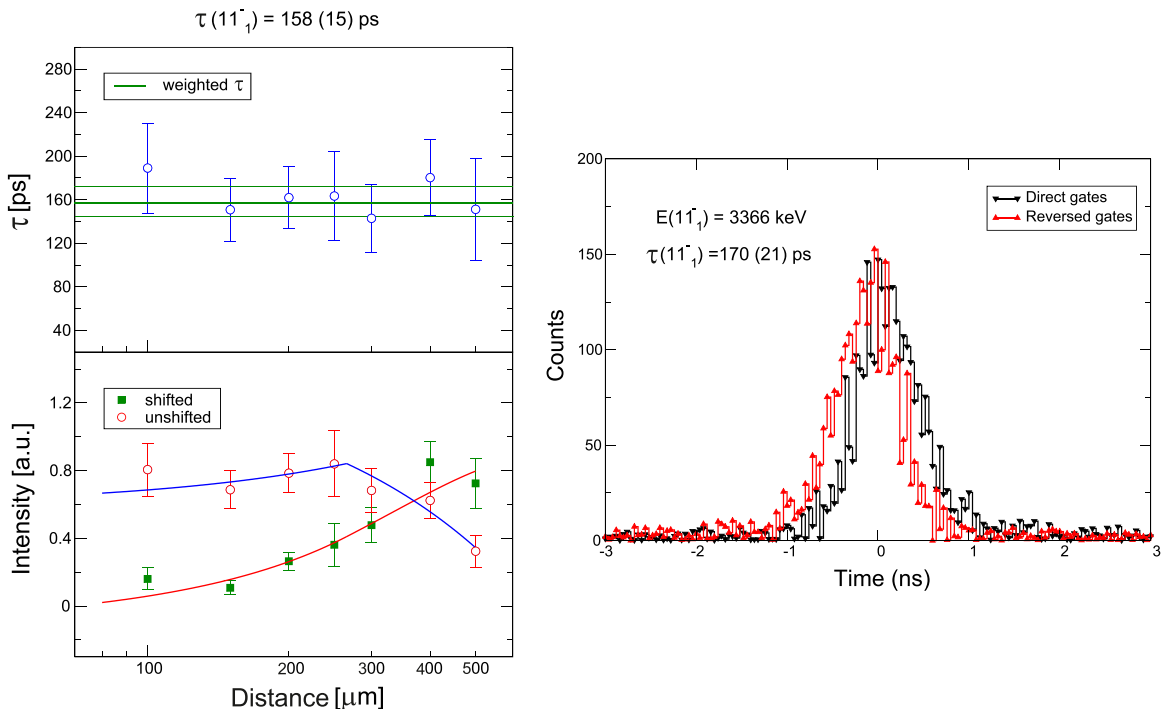 τ(11⁻₁) = 158 (15) ps
280
240
200
160
120
80
40
τ [ps]
weighted τ
1.2
0.8
0.4
0
Intensity [a.u.]
shifted
unshifted
100
200
300
400
500
Distance [μm]
200
150
100
50
0
Counts
E(11⁻₁) = 3366 keV
τ(11⁻₁) =170 (21) ps
Direct gates
Reversed gates
-3
-2
-1
0
1
2
3
Time (ns)